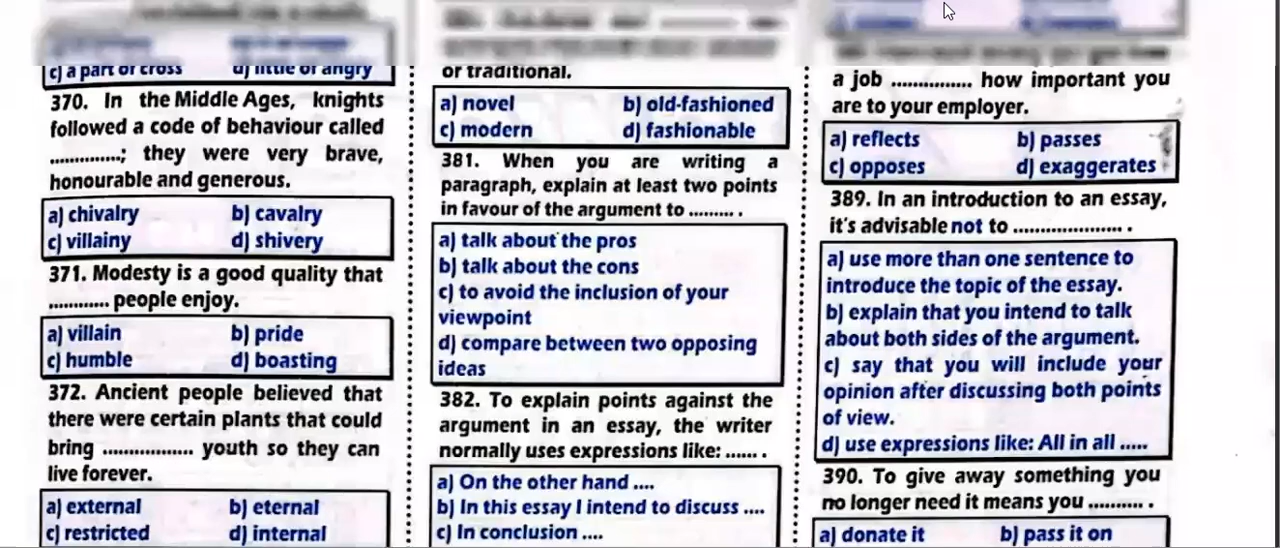 c) a part of cross d) little of angry
370. In the Middle Ages, knights
followed a code of behaviour called
..............; they were very brave,
honourable and generous.
a) chivalry b) cavalry
c) villainy d) shivery
371. Modesty is a good quality that
............ people enjoy.
a) villain b) pride
c) humble d) boasting
372. Ancient people believed that
there were certain plants that could
bring .................. youth so they can
live forever.
a) external b) eternal
c) restricted d) internal
or traditional.
a) novel b) old-fashioned
c) modern d) fashionable
381. When you are writing a
paragraph, explain at least two points
in favour of the argument to ......... .
a) talk about the pros
b) talk about the cons
c) to avoid the inclusion of your
viewpoint
d) compare between two opposing
ideas
382. To explain points against the
argument in an essay, the writer
normally uses expressions like: ...... .
a) On the other hand ....
b) In this essay I intend to discuss ....
c) In conclusion ....
a job ................ how important you
are to your employer.
a) reflects b) passes
c) opposes d) exaggerates
389. In an introduction to an essay,
it's advisable not to ..................... .
a) use more than one sentence to
introduce the topic of the essay.
b) explain that you intend to talk
about both sides of the argument.
c) say that you will include your
opinion after discussing both points
of view.
d) use expressions like: All in all .....
390. To give away something you
no longer need it means you .......... .
a) donate it b) pass it on